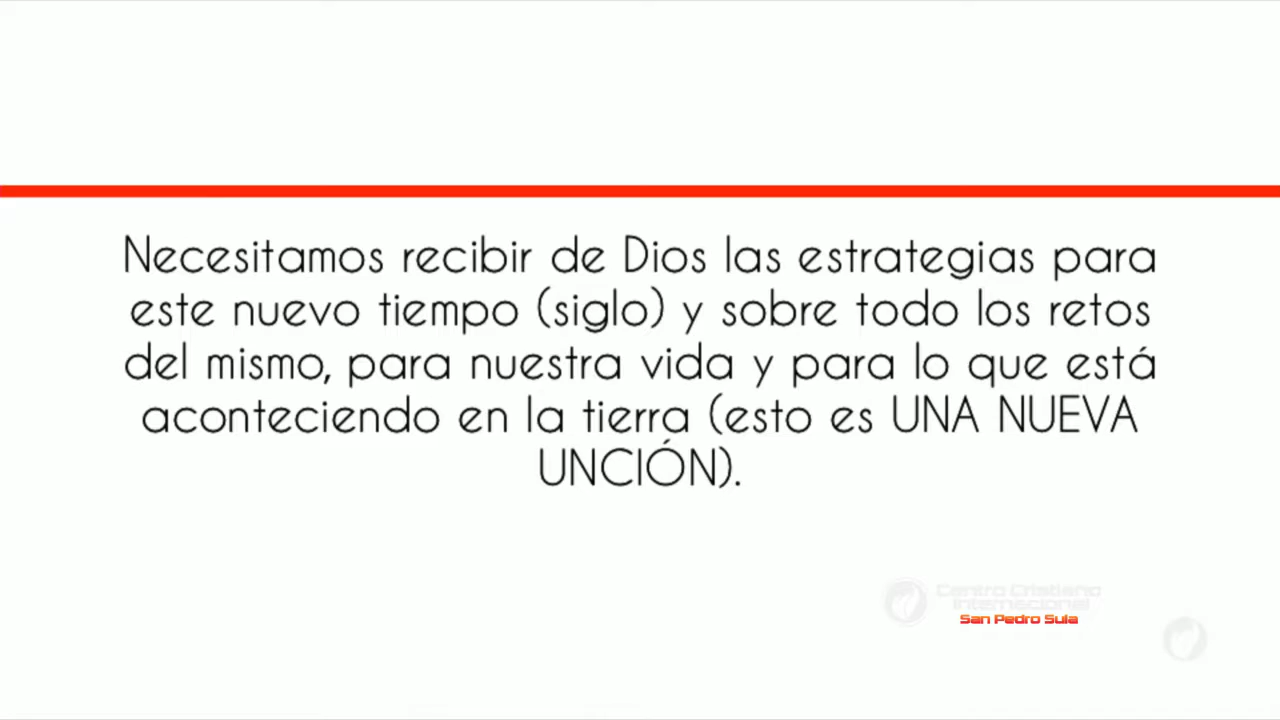 Necesitamos recibir de Dios las estrategias para
este nuevo tiempo (siglo) y sobre todo los retos
del mismo, para nuestra vida y para lo que está
aconteciendo en la tierra (esto es UNA NUEVA
UNCIÓN).
Centro Cristiano
Internacional
San Pedro Sula